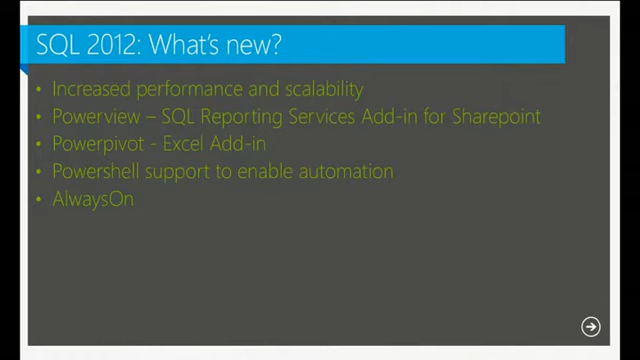 SQL 2012: What's new?
• Increased performance and scalability
• Powerview – SQL Reporting Services Add-in for Sharepoint
• Powerpivot - Excel Add-in
• Powershell support to enable automation
• AlwaysOn